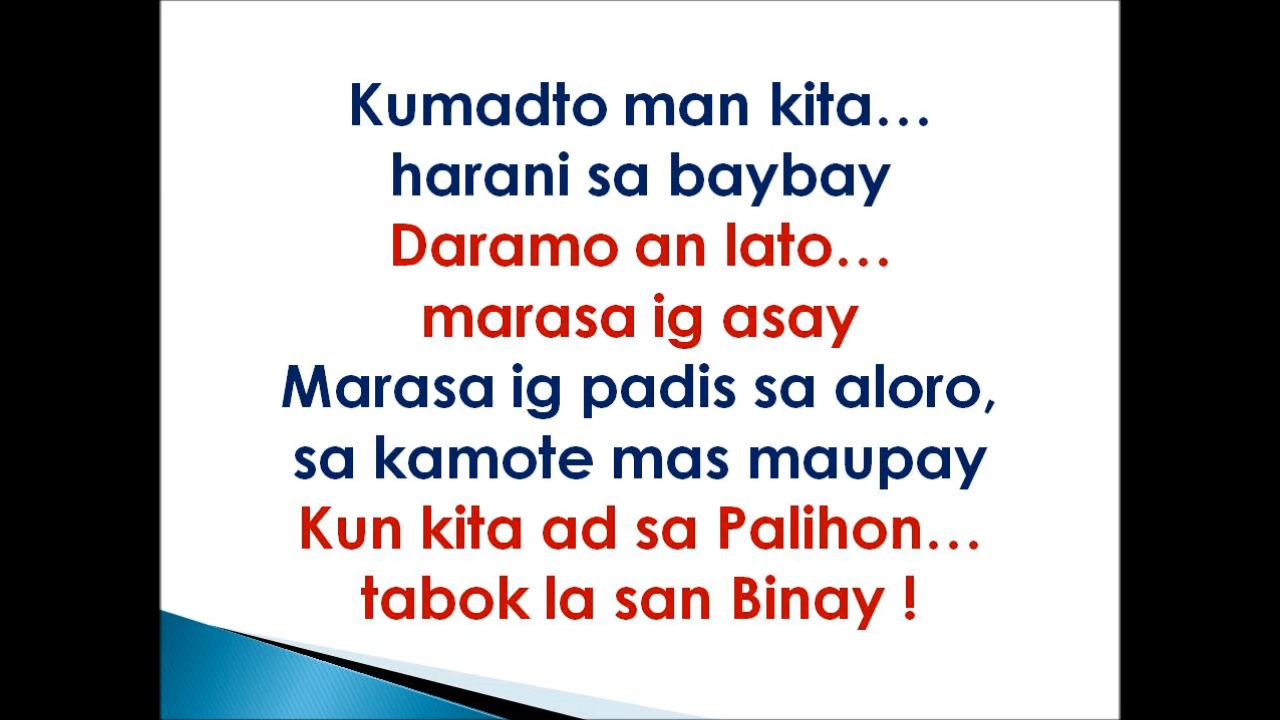 Kumadto man kita...
harani sa baybay
Daramo an lato...
marasa ig asay
Marasa ig padis sa aloro,
sa kamote mas maupay
Kun kita ad sa Palihon...
tabok la san Binay !